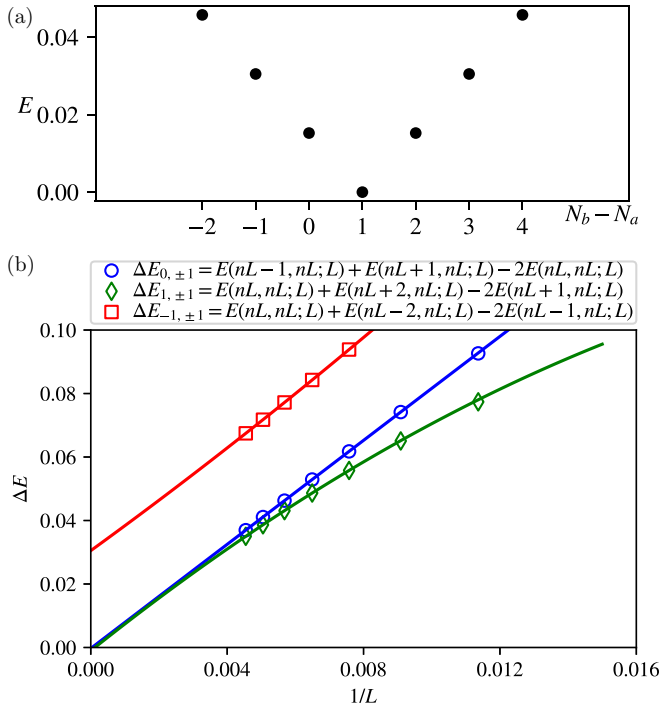 (a)
0.04
0.02
0.00
E
−2 −1 0 1 2 3 4
N_b − N_a
(b)
ΔE_{0, ±1} = E(nL−1, nL; L) + E(nL+1, nL; L) − 2E(nL, nL; L)
ΔE_{1, ±1} = E(nL, nL; L) + E(nL+2, nL; L) − 2E(nL+1, nL; L)
ΔE_{−1, ±1} = E(nL, nL; L) + E(nL−2, nL; L) − 2E(nL−1, nL; L)
0.10
0.08
0.06
0.04
0.02
0.00
ΔE
0.000 0.004 0.008 0.012 0.016
1/L